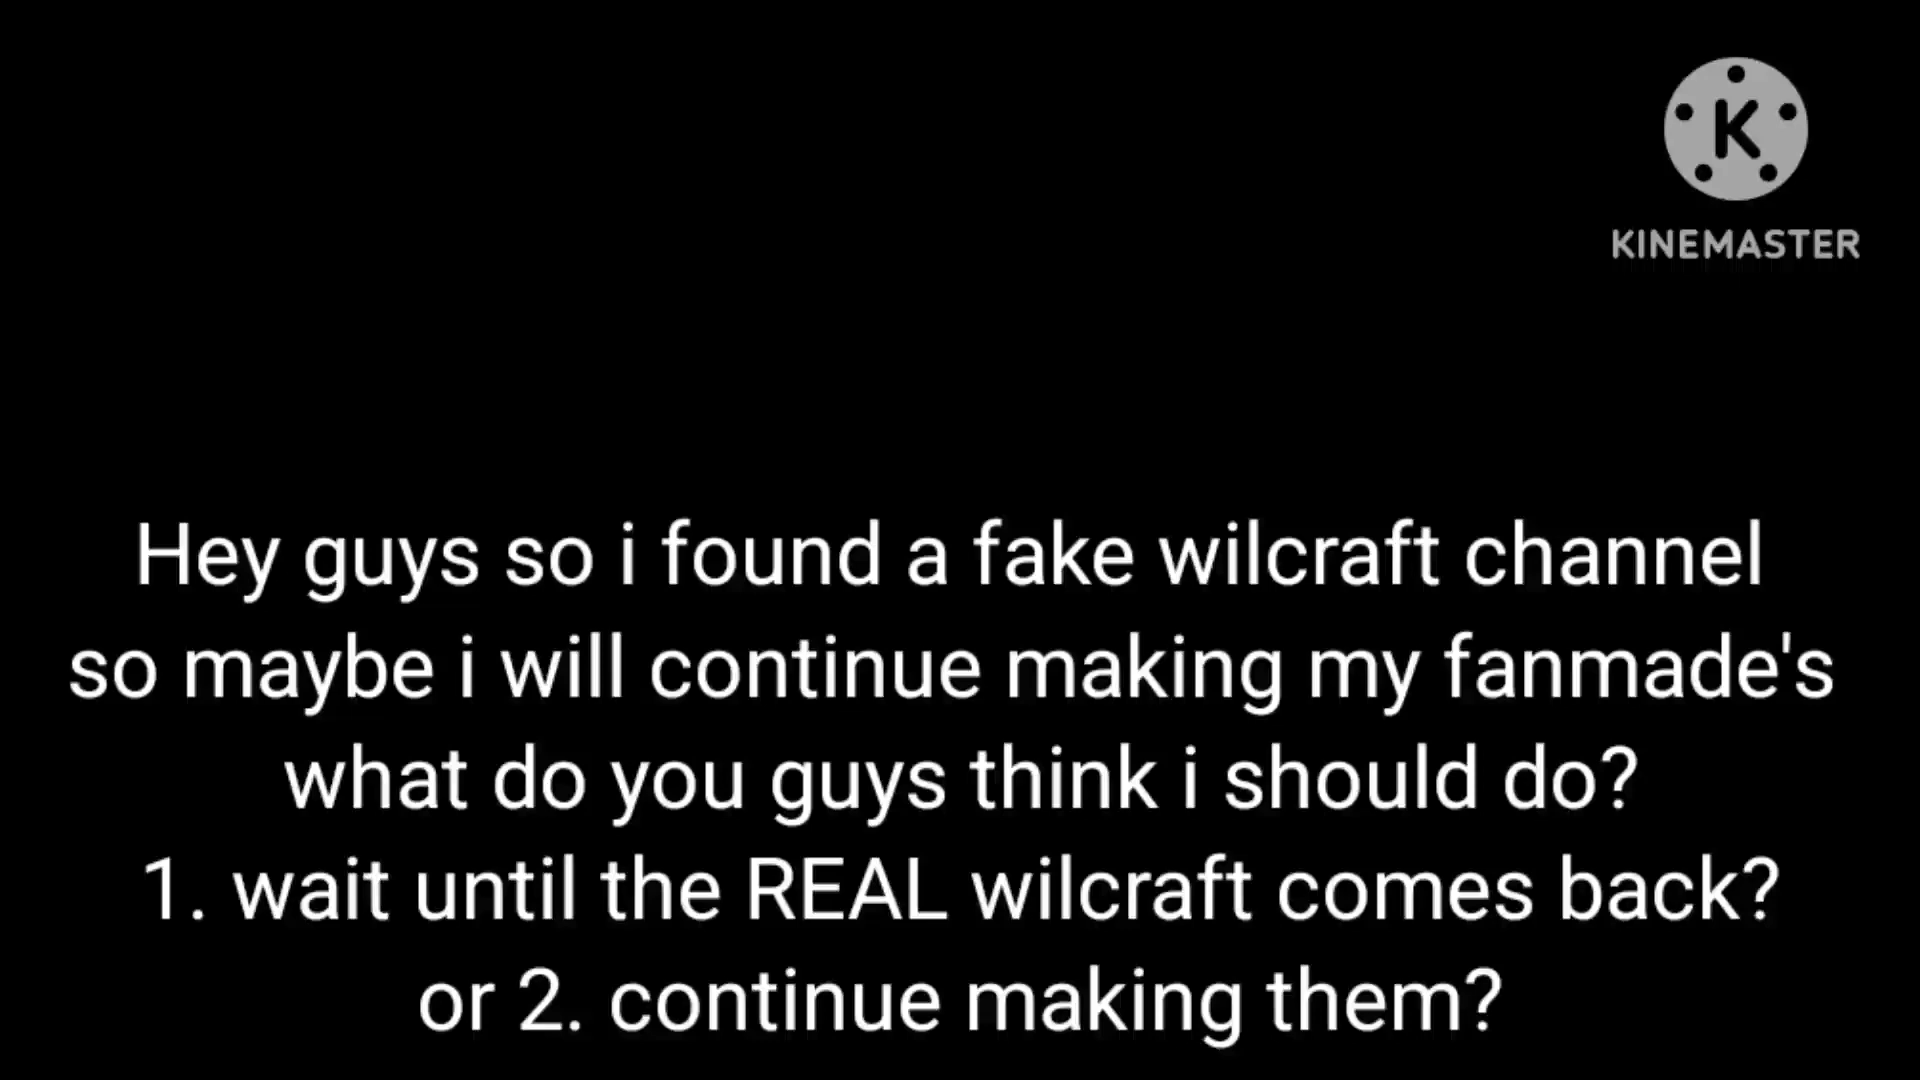 K
KINEMASTER
Hey guys so i found a fake wilcraft channel
so maybe i will continue making my fanmade's
what do you guys think i should do?
1. wait until the REAL wilcraft comes back?
or 2. continue making them?